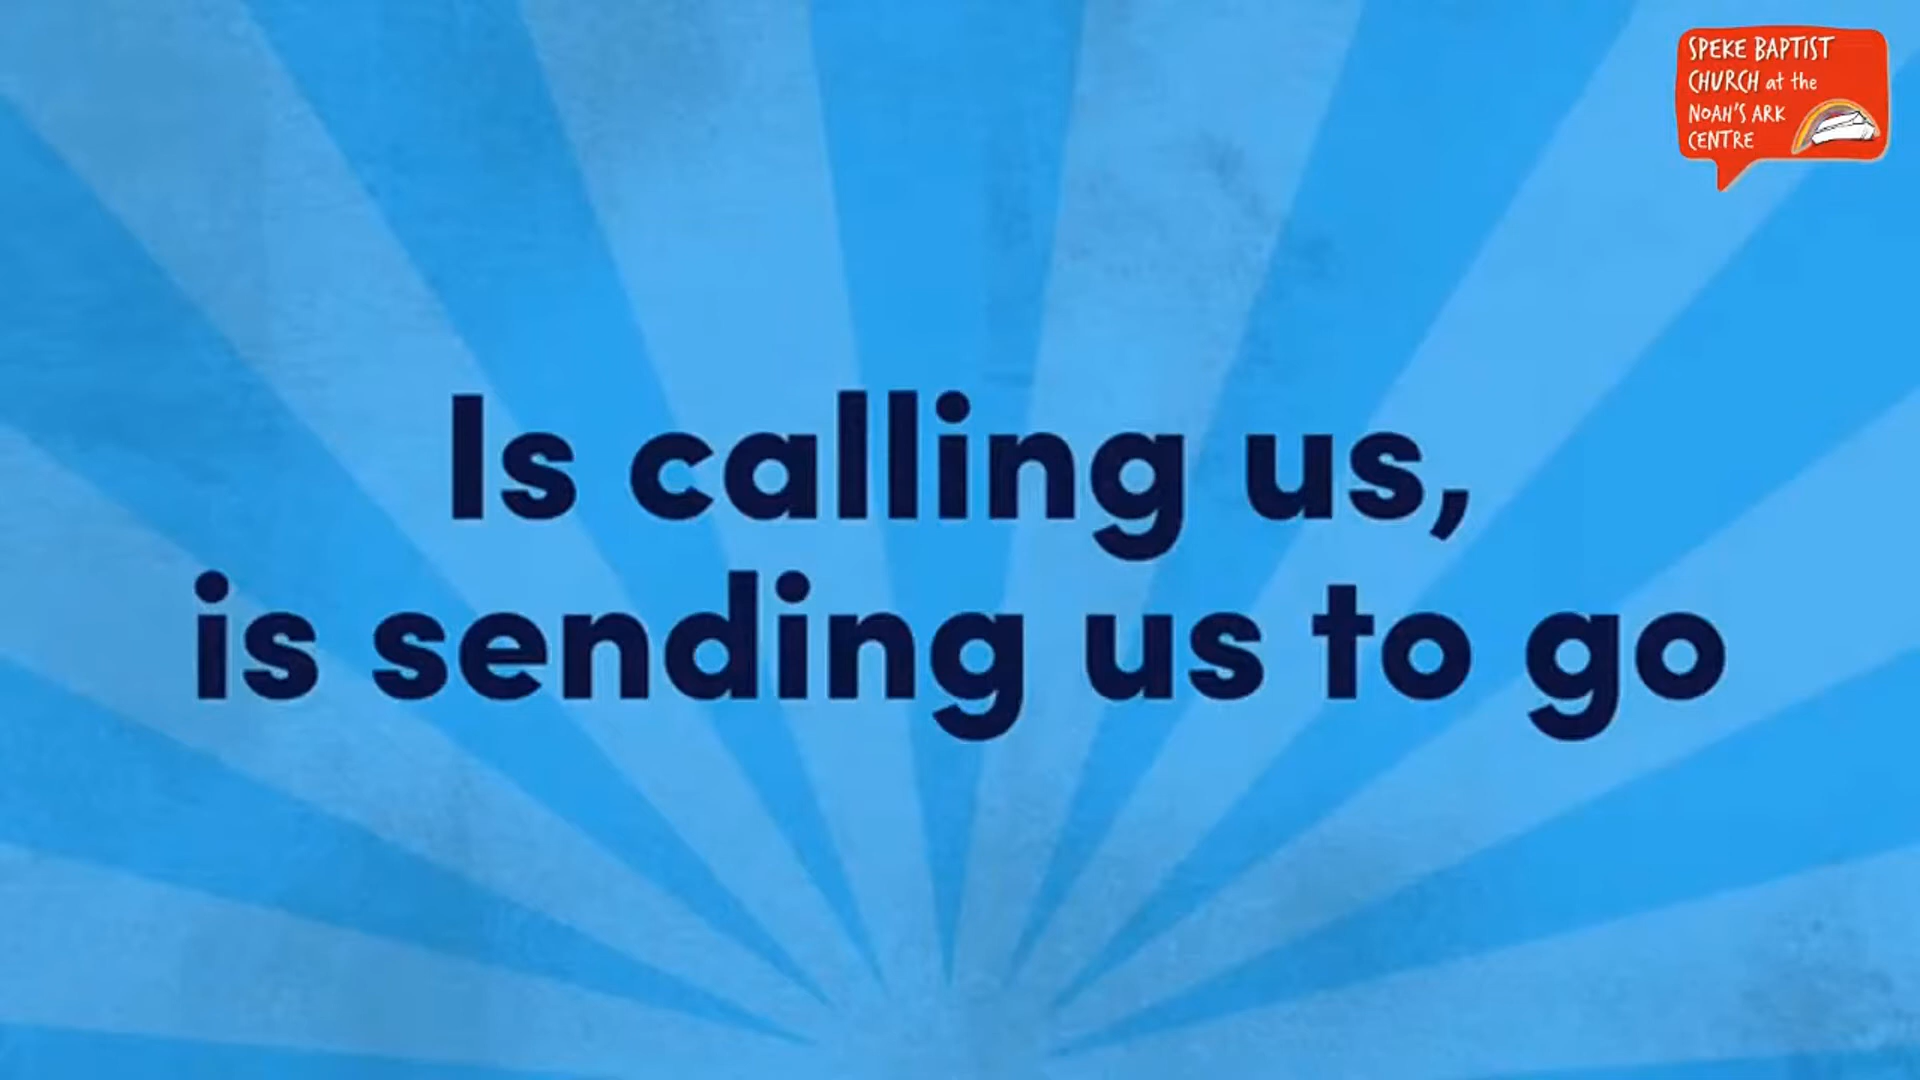 SPEKE BAPTIST
CHURCH at the
NOAH'S ARK
CENTRE
Is calling us,
is sending us to go